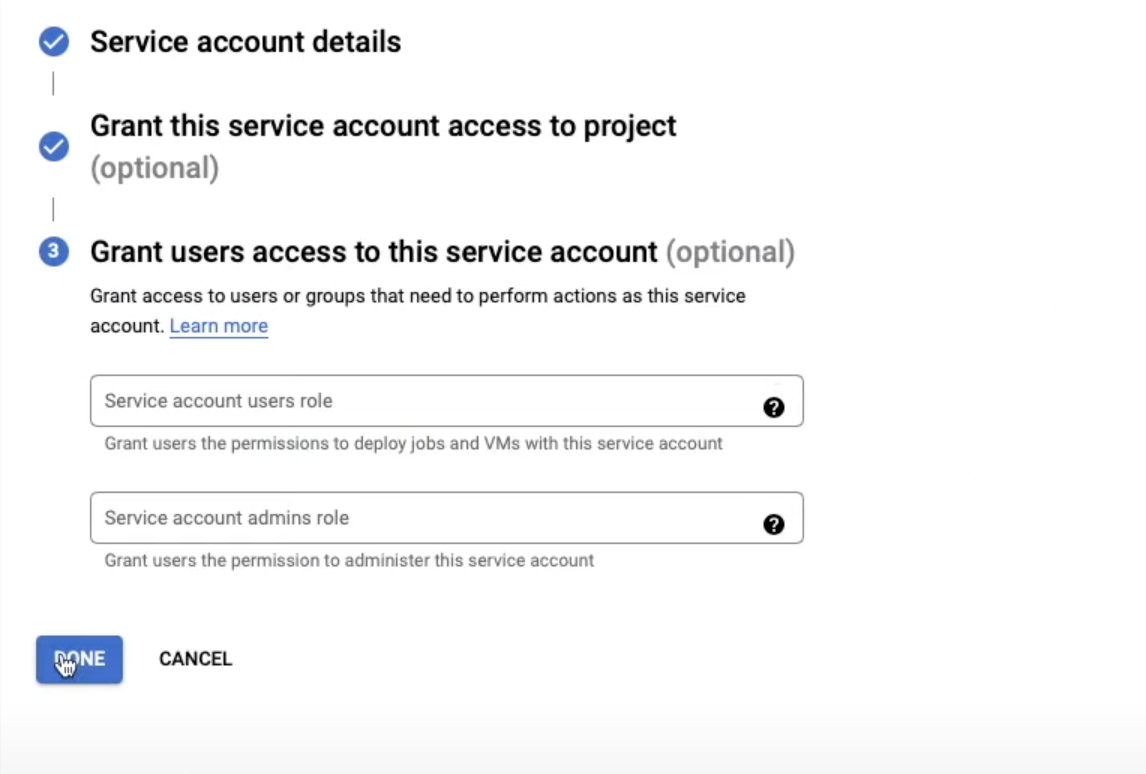 Service account details
Grant this service account access to project
(optional)
3
Grant users access to this service account (optional)
Grant access to users or groups that need to perform actions as this service
account. Learn more
Service account users role
?
Grant users the permissions to deploy jobs and VMs with this service account
Service account admins role
?
Grant users the permission to administer this service account
DONE CANCEL